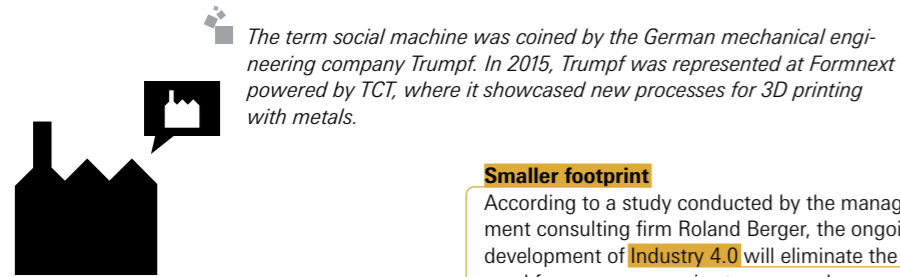 The term social machine was coined by the German mechanical engi-
neering company Trumpf. In 2015, Trumpf was represented at Formnext
powered by TCT, where it showcased new processes for 3D printing
with metals.
Smaller footprint
According to a study conducted by the manag
ment consulting firm Roland Berger, the ongoi
development of Industry 4.0 will eliminate the